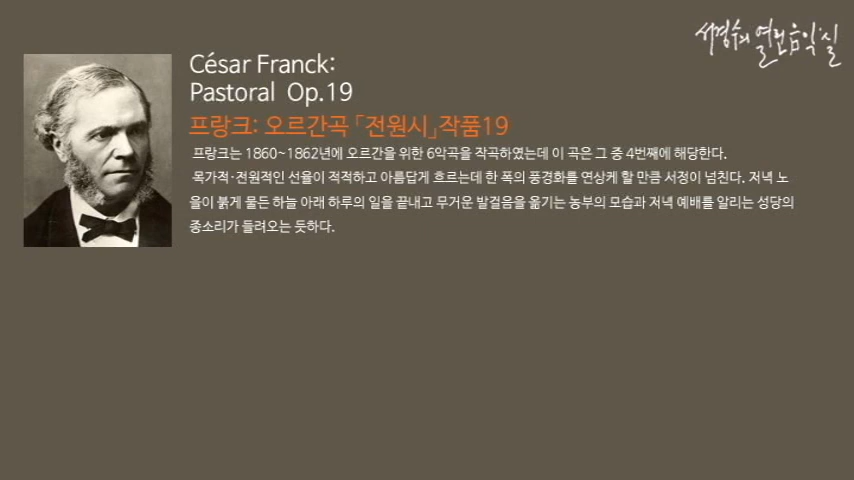 서경수의 열린음악실
César Franck:
Pastoral Op.19
프랑크: 오르간곡 「전원시」작품19
프랑크는 1860~1862년에 오르간을 위한 6악곡을 작곡하였는데 이 곡은 그 중 4번째에 해당한다.
목가적·전원적인 선율이 적적하고 아름답게 흐르는데 한 폭의 풍경화를 연상케 할 만큼 서정이 넘친다. 저녁 노
을이 붉게 물든 하늘 아래 하루의 일을 끝내고 무거운 발걸음을 옮기는 농부의 모습과 저녁 예배를 알리는 성당의
종소리가 들려오는 듯하다.